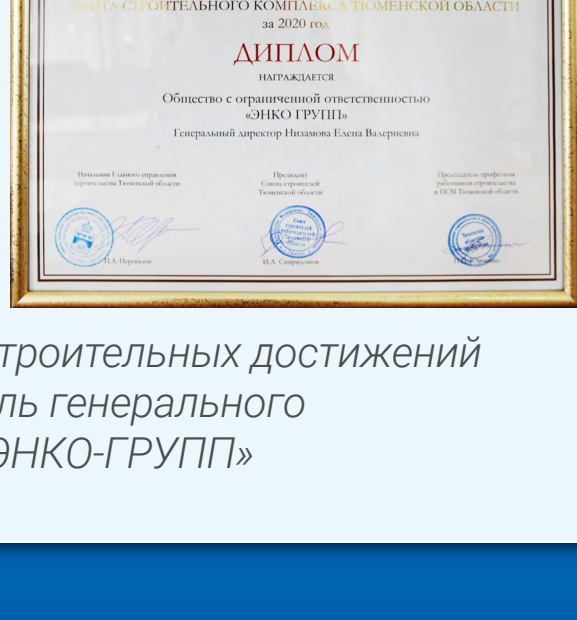 ЭЛИТА СТРОИТЕЛЬНОГО КОМПЛЕКСА ТЮМЕНСКОЙ ОБЛАСТИ
за 2020 год
ДИПЛОМ
НАГРАЖДАЕТСЯ
Общество с ограниченной ответственностью
«ЭНКО ГРУПП»
Генеральный директор Низамова Елена Валериевна
Начальник Главного управления
строительства Тюменской области
Президент
Союза строителей
Тюменской области
Председатель профсоюза
работников строительства
и ПСМ Тюменской области
П.А. Перевалов
И.А. Спиридонов
троительных достижений
ль генерального
ЭНКО-ГРУПП»